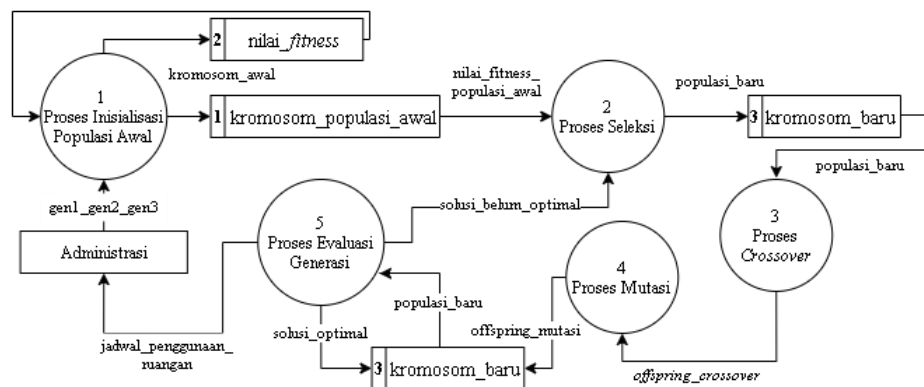 2 nilai_fitness
kromosom_awal
1
Proses Inisialisasi
Populasi Awal
1 kromosom_populasi_awal
nilai_fitness_
populasi_awal
2
Proses Seleksi
populasi_baru
3 kromosom_baru
populasi_baru
gen1_gen2_gen3
Administrasi
5
Proses Evaluasi
Generasi
solusi_belum_optimal
4
Proses Mutasi
3
Proses
Crossover
populasi_baru
solusi_optimal
offspring_mutasi
jadwal_penggunaan_
ruangan
3 kromosom_baru
offspring_crossover